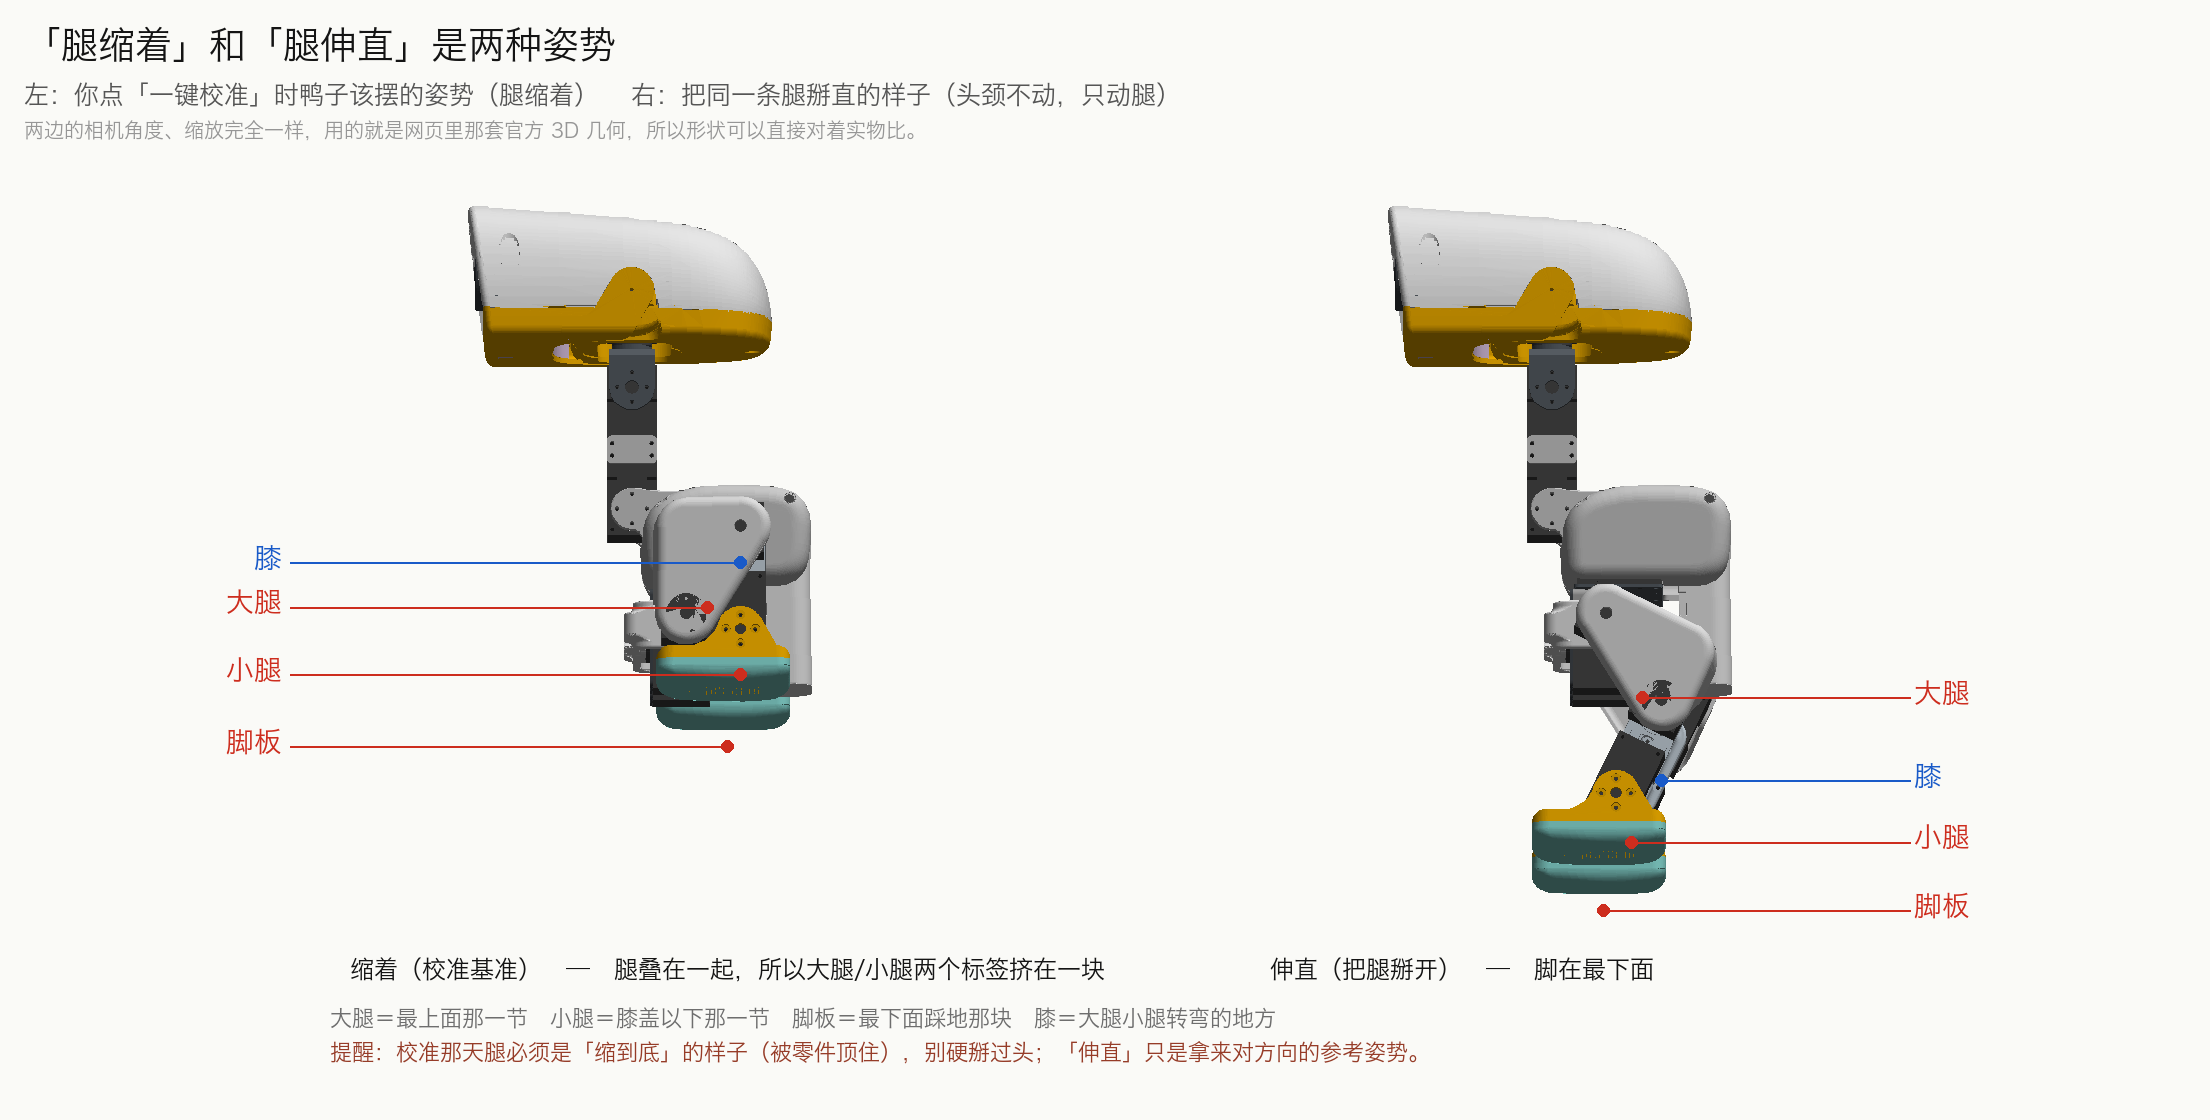 「腿缩着」和「腿伸直」是两种姿势
左：你点「一键校准」时鸭子该摆的姿势（腿缩着）　右：把同一条腿掰直的样子（头颈不动，只动腿）
两边的相机角度、缩放完全一样，用的就是网页里那套官方 3D 几何，所以形状可以直接对着实物比。
膝
大腿
小腿
脚板
大腿
膝
小腿
脚板
缩着（校准基准）　—　腿叠在一起，所以大腿/小腿两个标签挤在一块
伸直（把腿掰开）　—　脚在最下面
大腿＝最上面那一节　小腿＝膝盖以下那一节　脚板＝最下面踩地那块　膝＝大腿小腿转弯的地方
提醒：校准那天腿必须是「缩到底」的样子（被零件顶住），别硬掰过头；「伸直」只是拿来对方向的参考姿势。